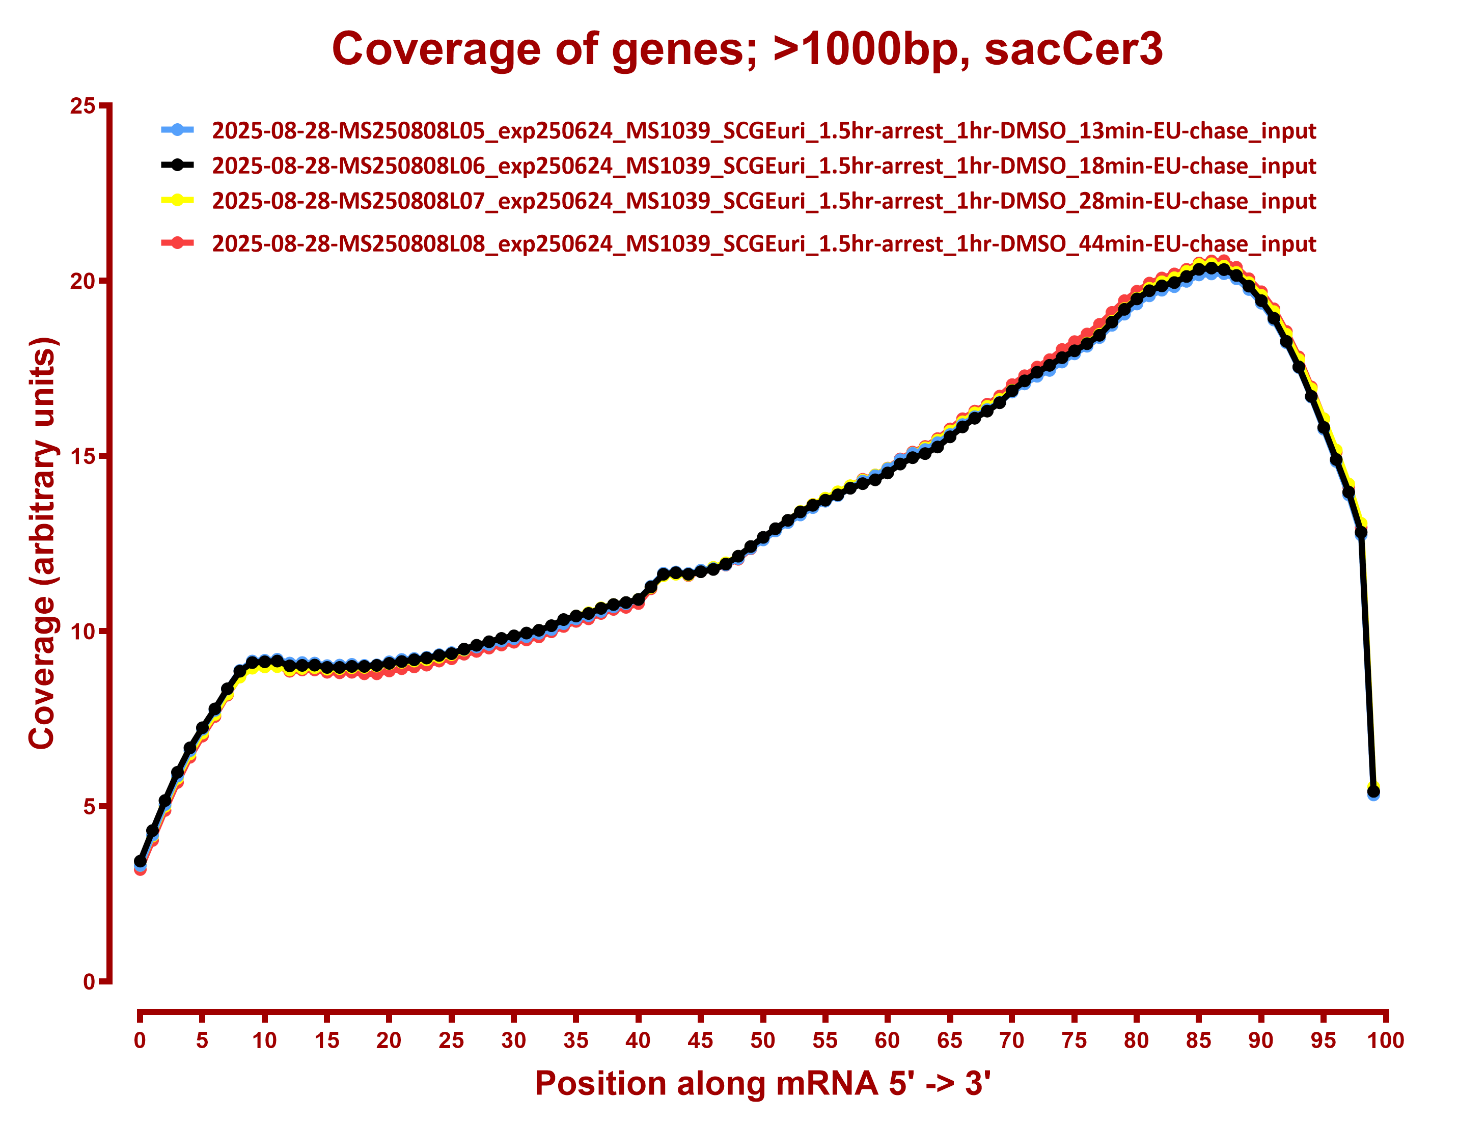 Coverage of genes; >1000bp, sacCer3
25
2025-08-28-MS250808L05_exp250624_MS1039_SCGEuri_1.5hr-arrest_1hr-DMSO_13min-EU-chase_input
2025-08-28-MS250808L06_exp250624_MS1039_SCGEuri_1.5hr-arrest_1hr-DMSO_18min-EU-chase_input
2025-08-28-MS250808L07_exp250624_MS1039_SCGEuri_1.5hr-arrest_1hr-DMSO_28min-EU-chase_input
2025-08-28-MS250808L08_exp250624_MS1039_SCGEuri_1.5hr-arrest_1hr-DMSO_44min-EU-chase_input
20
15
10
5
0
Coverage (arbitrary units)
0 5 10 15 20 25 30 35 40 45 50 55 60 65 70 75 80 85 90 95 100
Position along mRNA 5' -> 3'